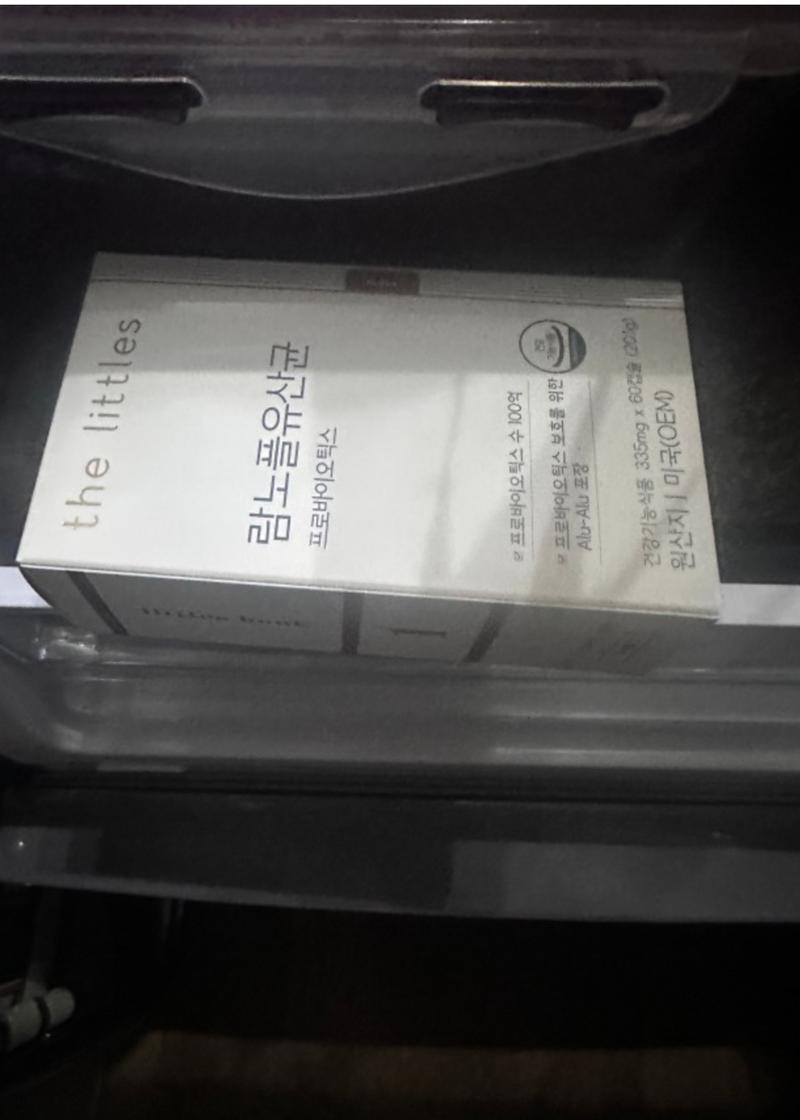 the littles
람노플유산균
프로바이오틱스
프로바이오틱스 수 100억
프로바이오틱스 보호를 위한
Alu-Alu 포장
건강기능식품 335mg x 60캡슐 (20.1g)
원산지 | 미국(OEM)
1